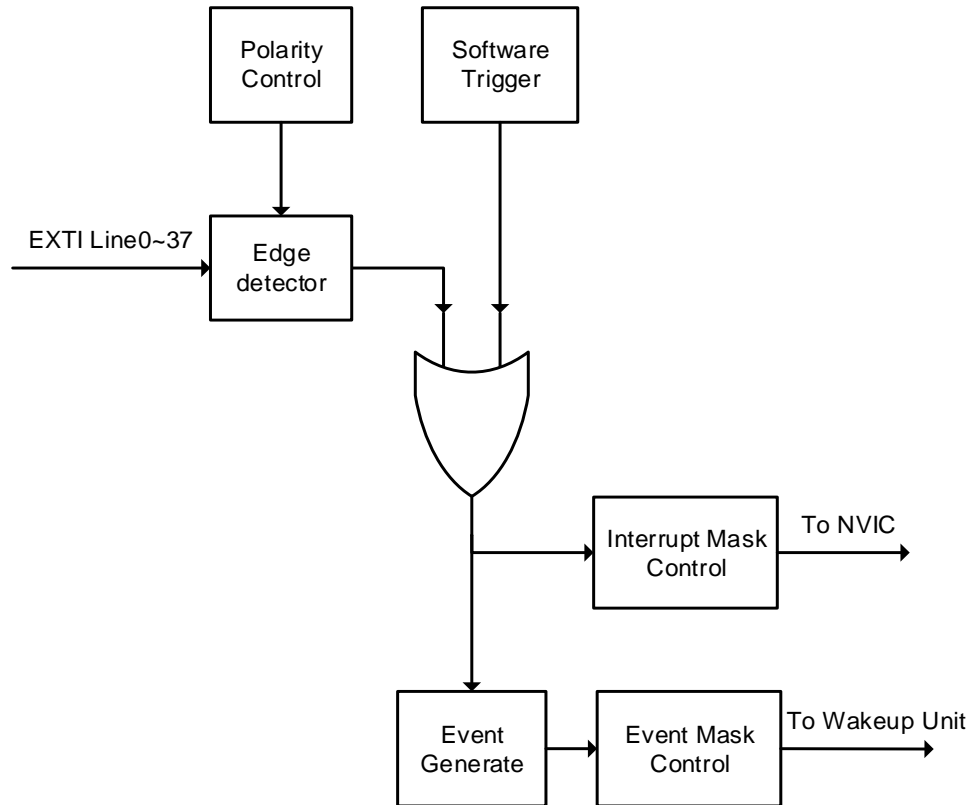 Polarity
Control
Software
Trigger
EXTI Line0~37
Edge
detector
Interrupt Mask
Control
To NVIC
Event
Generate
Event Mask
Control
To Wakeup Unit